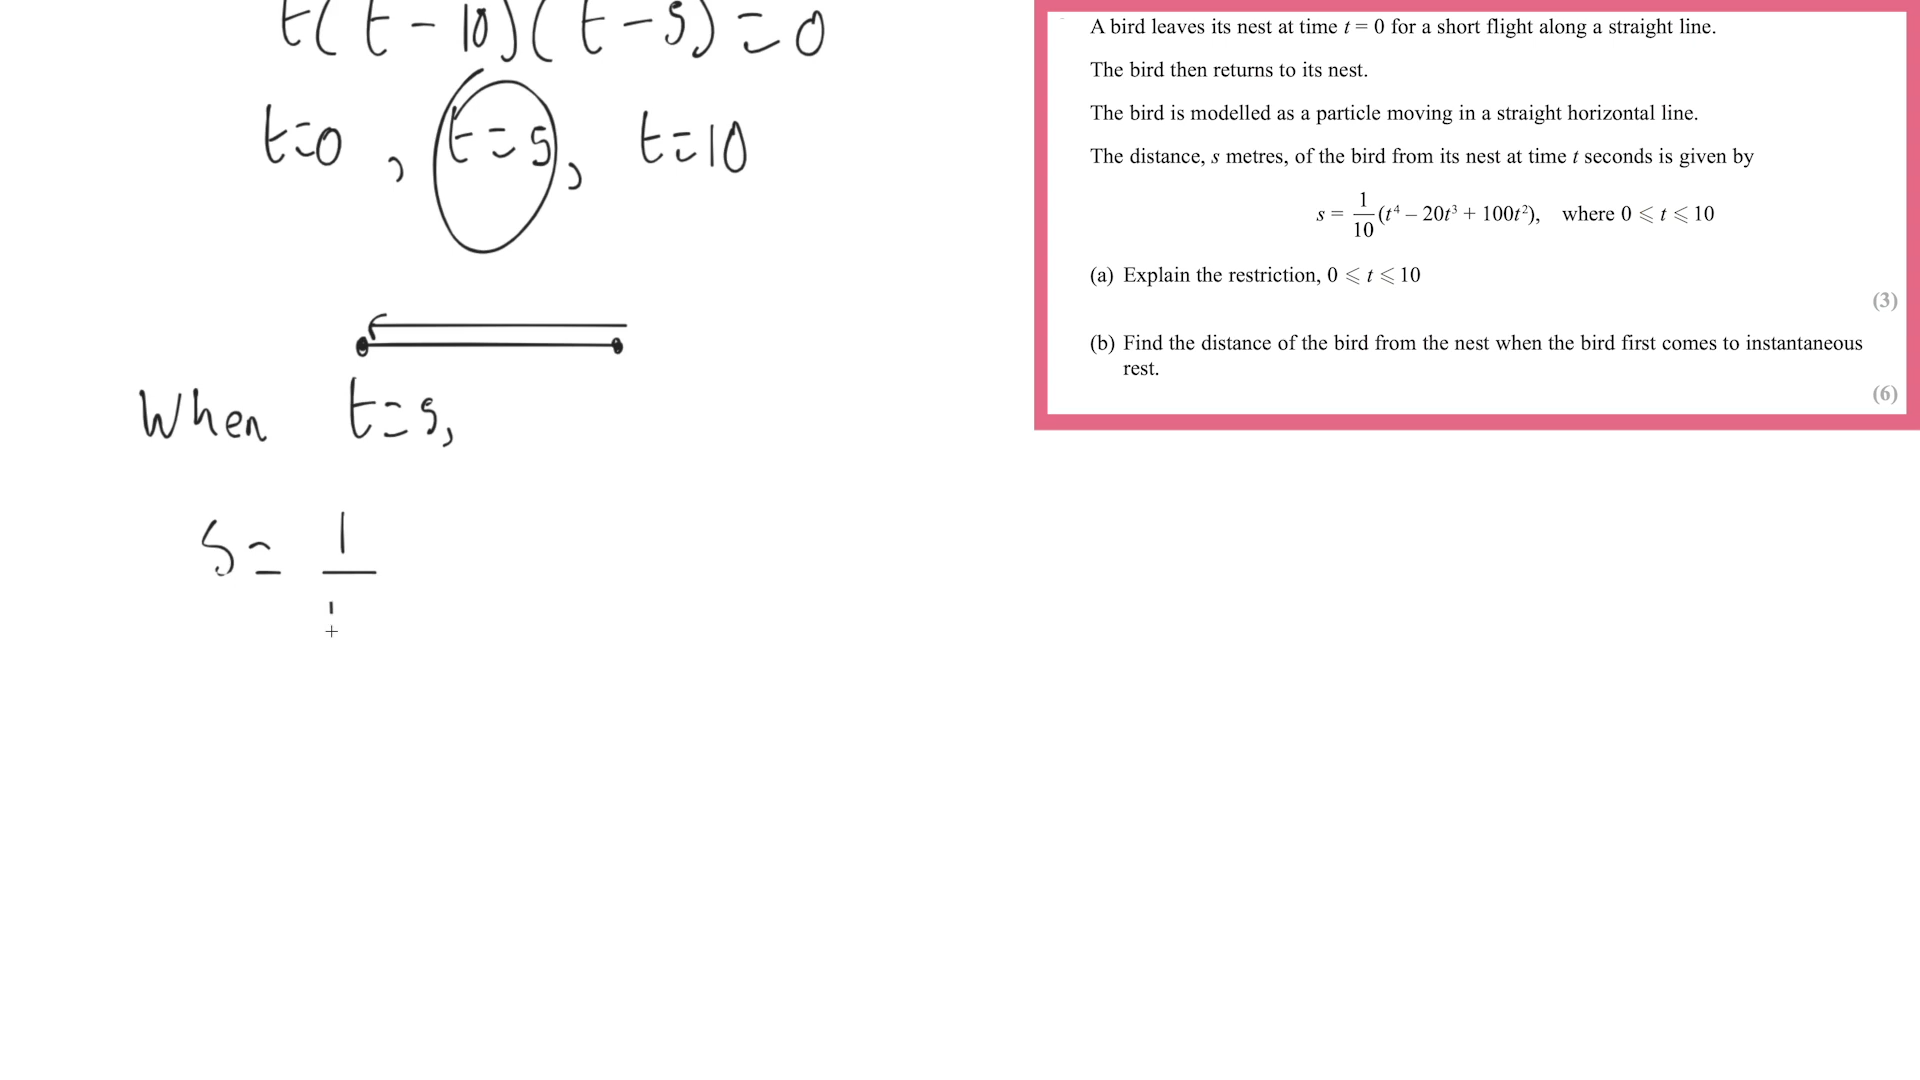 t(t-10)(t-5)=0
t=0, t=5, t=10
When t=5,
s= 1
A bird leaves its nest at time t = 0 for a short flight along a straight line.
The bird then returns to its nest.
The bird is modelled as a particle moving in a straight horizontal line.
The distance, s metres, of the bird from its nest at time t seconds is given by
s = 1/10 (t⁴ – 20t³ + 100t²), where 0 ⩽ t ⩽ 10
(a) Explain the restriction, 0 ⩽ t ⩽ 10
(3)
(b) Find the distance of the bird from the nest when the bird first comes to instantaneous
rest.
(6)